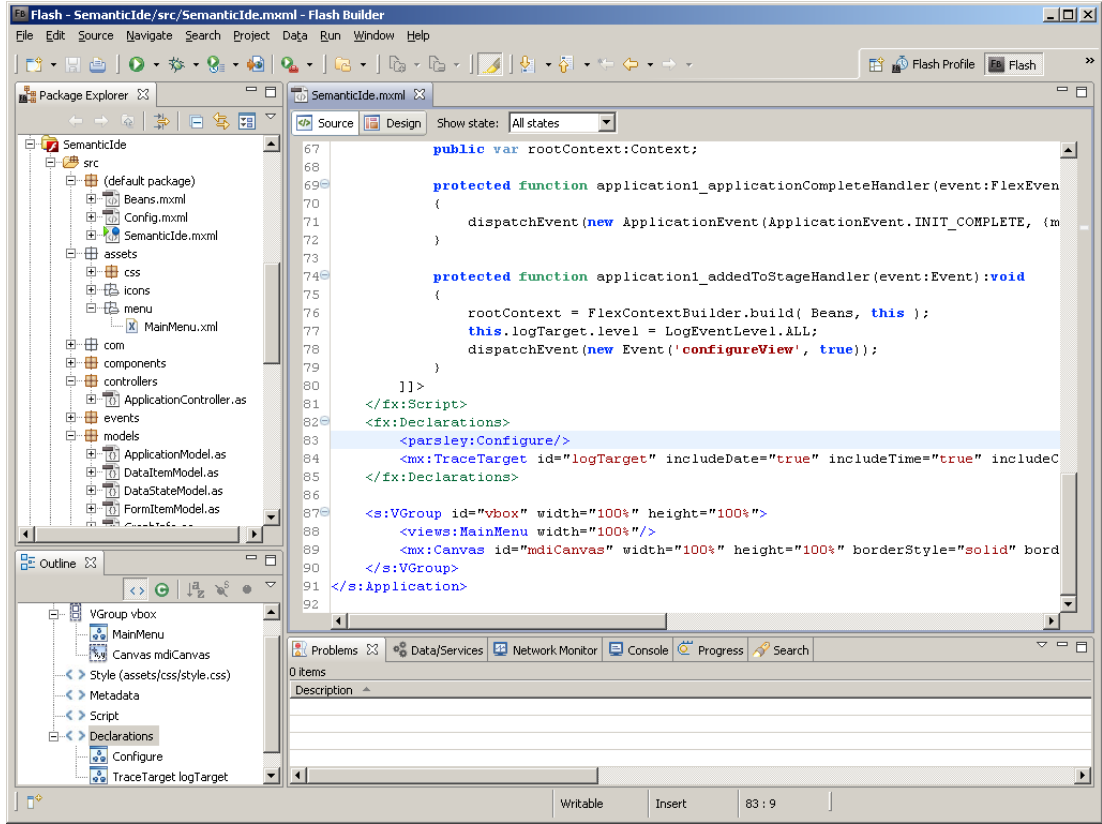 Flash - SemanticIde/src/SemanticIde.mxml - Flash Builder
File Edit Source Navigate Search Project Data Run Window Help
Flash Profile Flash
Package Explorer
SemanticIde
src
(default package)
Beans.mxml
Config.mxml
SemanticIde.mxml
assets
css
icons
menu
MainMenu.xml
com
components
controllers
ApplicationController.as
events
models
ApplicationModel.as
DataItemModel.as
DataStateModel.as
FormItemModel.as
SemanticIde.mxml
Source Design Show state: All states
67 public var rootContext:Context;
68
69 protected function application1_applicationCompleteHandler(event:FlexEven
70 {
71 dispatchEvent(new ApplicationEvent(ApplicationEvent.INIT_COMPLETE, {m
72 }
73
74 protected function application1_addedToStageHandler(event:Event):void
75 {
76 rootContext = FlexContextBuilder.build( Beans, this );
77 this.logTarget.level = LogEventLevel.ALL;
78 dispatchEvent(new Event('configureView', true));
79 }
80 ]]>
81 </fx:Script>
82 <fx:Declarations>
83 <parsley:Configure/>
84 <mx:TraceTarget id="logTarget" includeDate="true" includeTime="true" includeC
85 </fx:Declarations>
86
87 <s:VGroup id="vbox" width="100%" height="100%">
88 <views:MainMenu width="100%"/>
89 <mx:Canvas id="mdiCanvas" width="100%" height="100%" borderStyle="solid" bord
90 </s:VGroup>
91 </s:Application>
92
Outline
VGroup vbox
MainMenu
Canvas mdiCanvas
Style (assets/css/style.css)
Metadata
Script
Declarations
Configure
TraceTarget logTarget
Problems Data/Services Network Monitor Console Progress Search
0 items
Description
Writable Insert 83 : 9